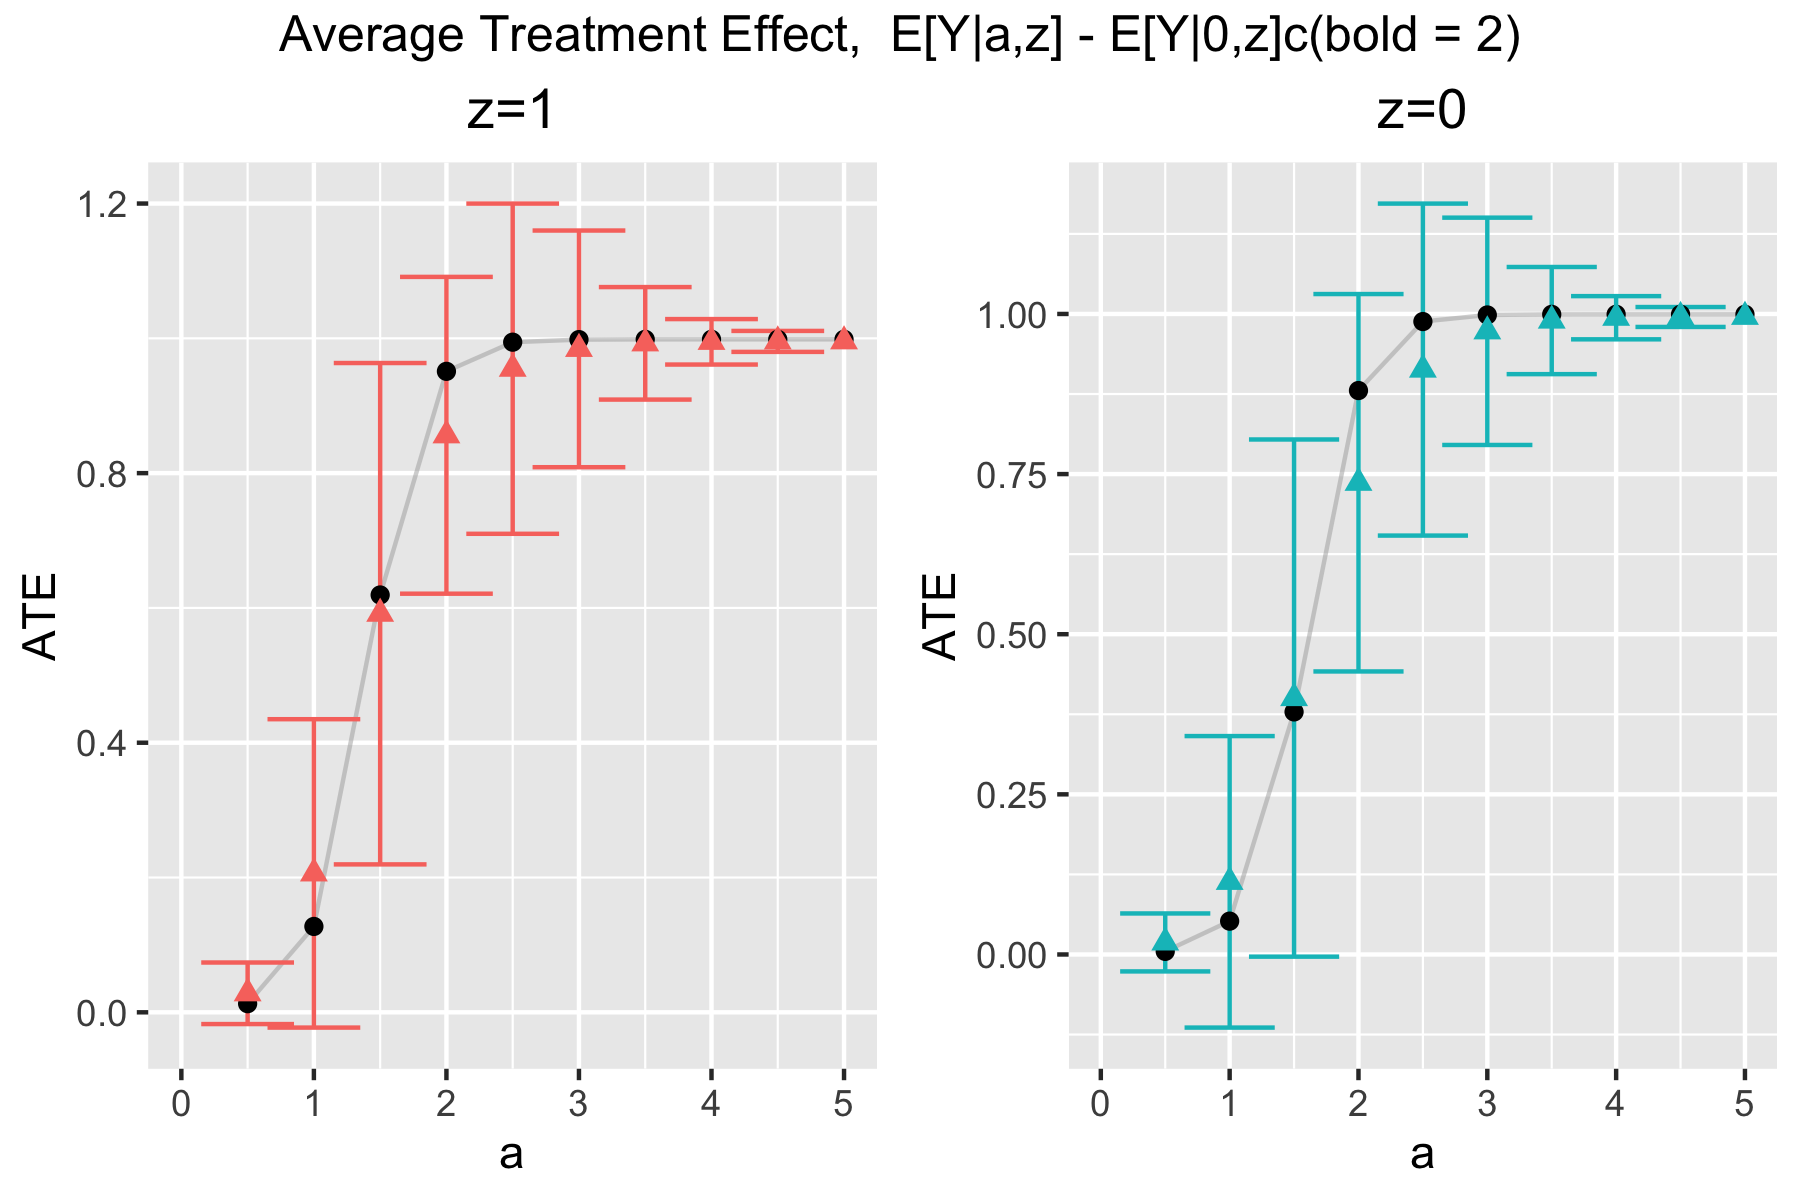 Average Treatment Effect,  E[Y|a,z] - E[Y|0,z]c(bold = 2)
z=1
1.2
0.8
0.4
0.0
ATE
0 1 2 3 4 5
a
z=0
1.00
0.75
0.50
0.25
0.00
ATE
0 1 2 3 4 5
a